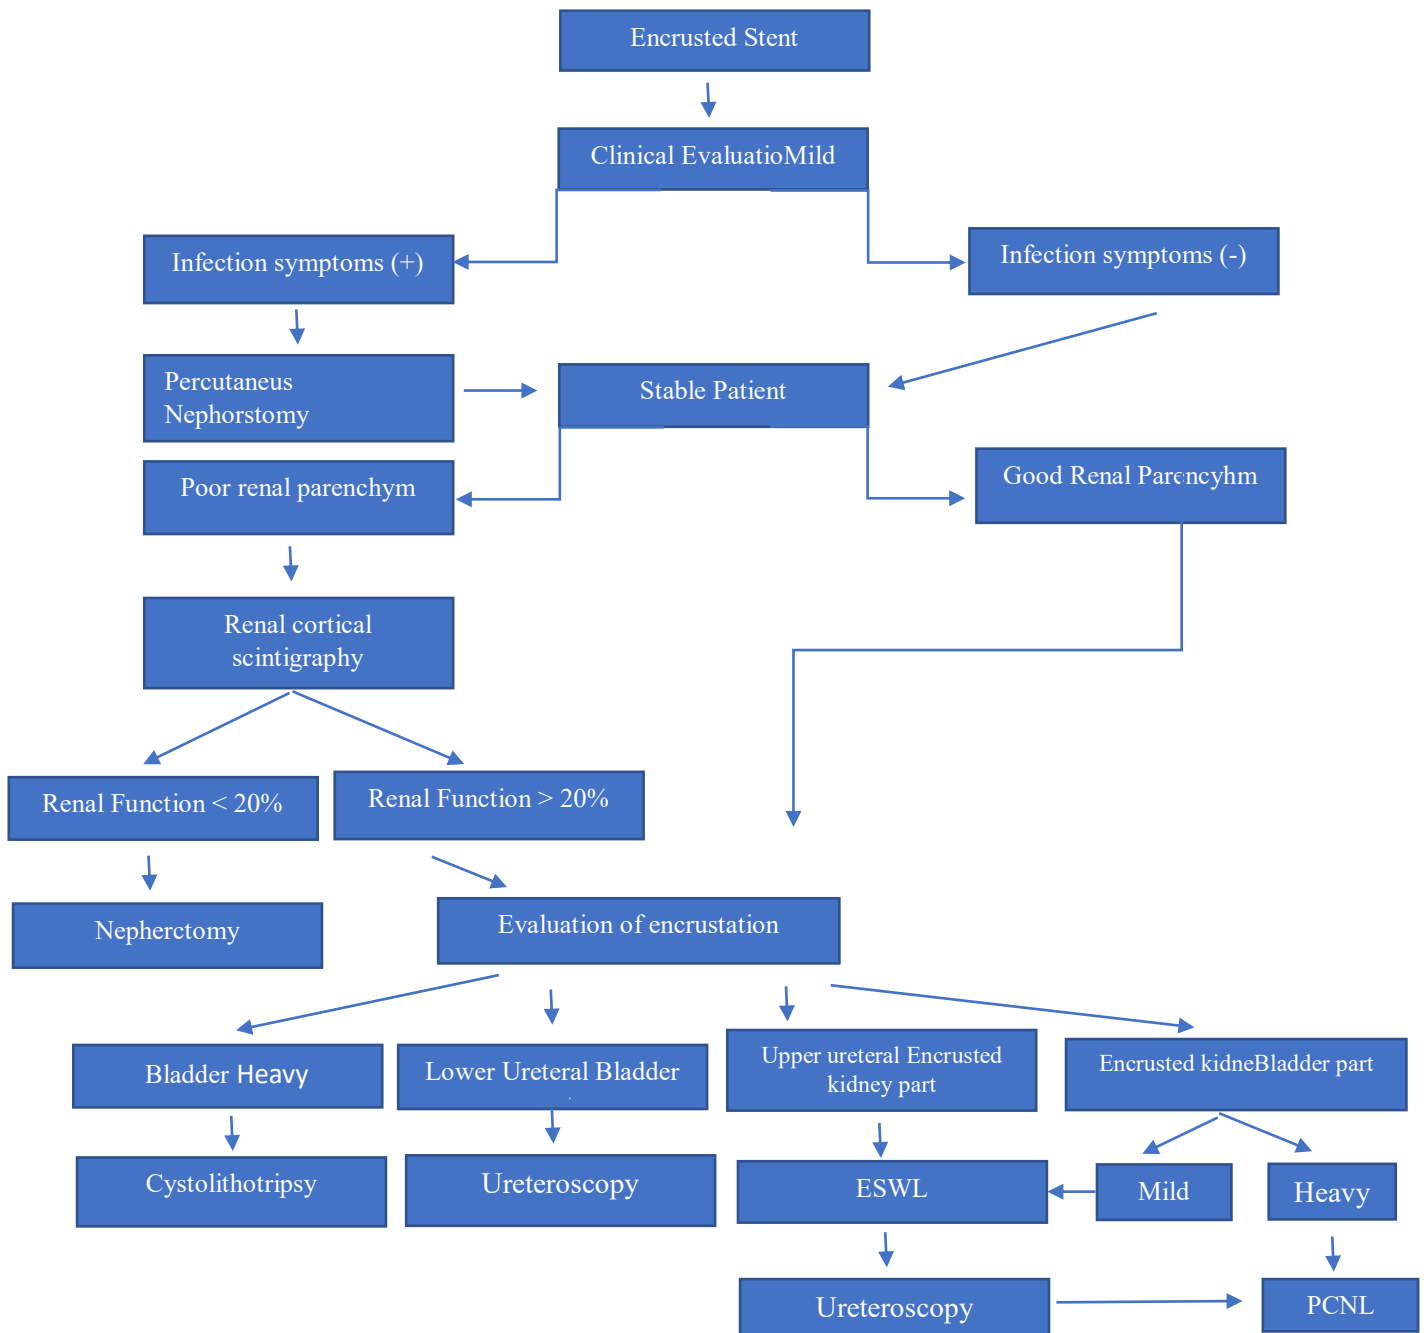 Encrusted Stent
Clinical EvaluatioMild
Infection symptoms (+)
Infection symptoms (-)
Percutaneus
Nephorstomy
Stable Patient
Poor renal parenchym
Good Renal Parencyhm
Renal cortical
scintigraphy
Renal Function < 20%
Renal Function > 20%
Nepherctomy
Evaluation of encrustation
Bladder Heavy
Lower Ureteral Bladder
Upper ureteral Encrusted
kidney part
Encrusted kidneBladder part
Cystolithotripsy
Ureteroscopy
ESWL
Mild
Heavy
Ureteroscopy
PCNL